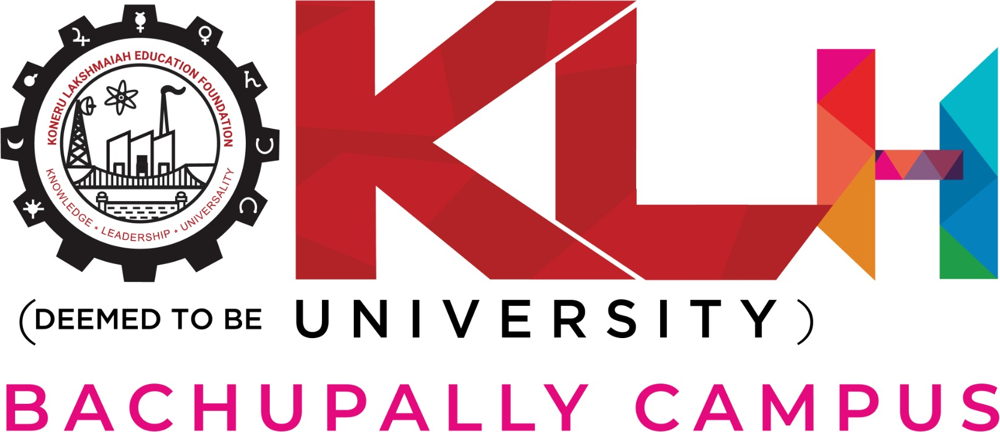 KONERU LAKSHMAIAH EDUCATION FOUNDATION
KNOWLEDGE * LEADERSHIP * UNIVERSALITY
KLH
(DEEMED TO BE UNIVERSITY)
BACHUPALLY CAMPUS